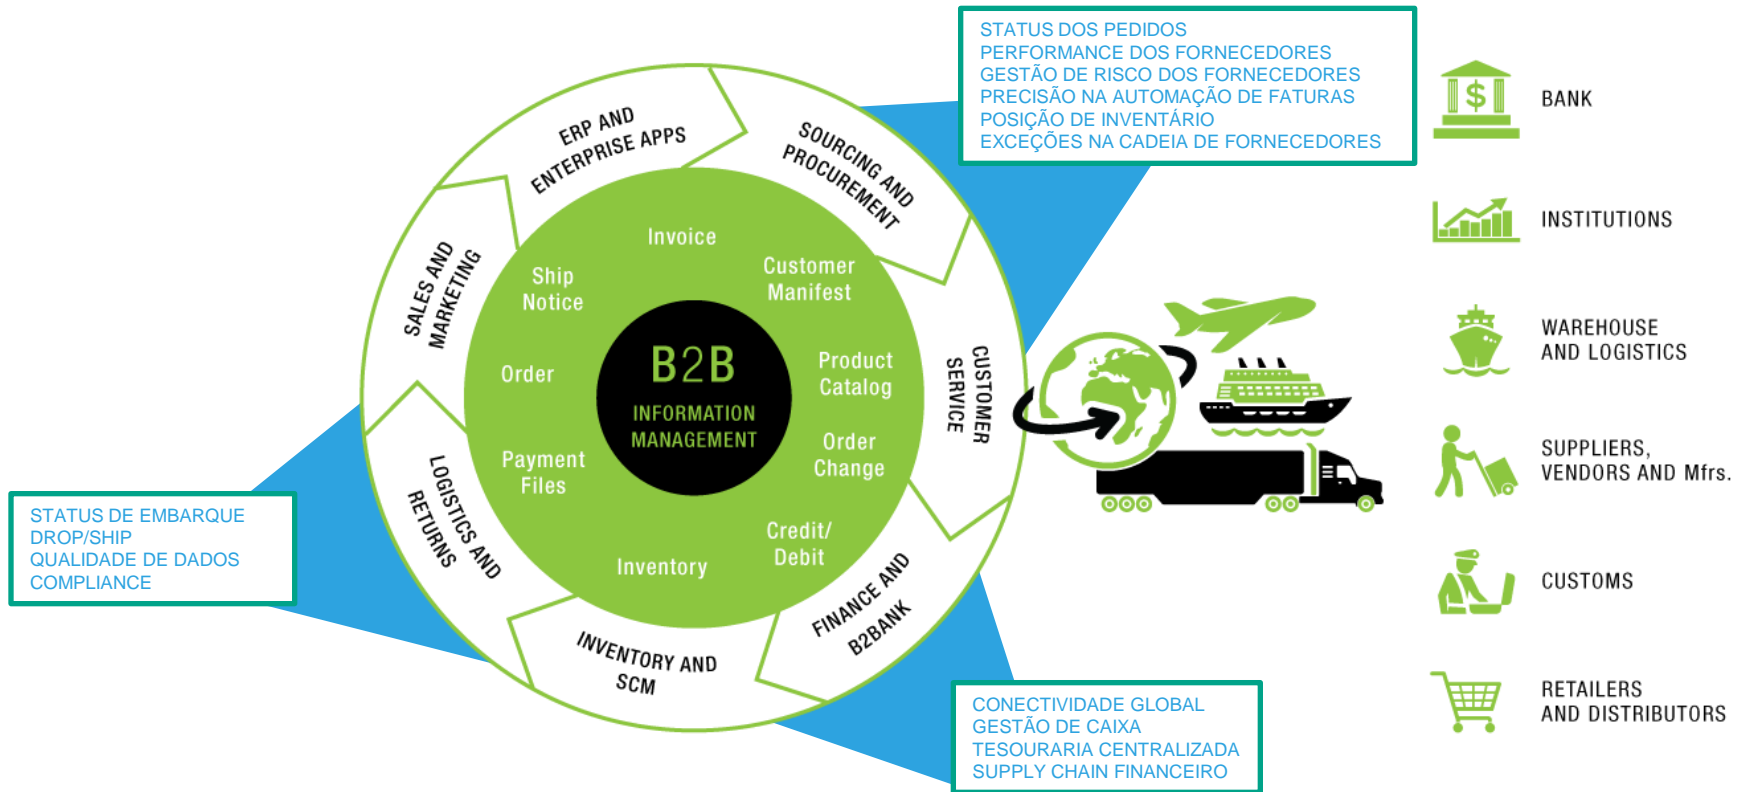 STATUS DOS PEDIDOS
PERFORMANCE DOS FORNECEDORES
GESTÃO DE RISCO DOS FORNECEDORES
PRECISÃO NA AUTOMAÇÃO DE FATURAS
POSIÇÃO DE INVENTÁRIO
EXCEÇÕES NA CADEIA DE FORNECEDORES
ERP AND
ENTERPRISE APPS
SOURCING AND
PROCUREMENT
CUSTOMER
SERVICE
FINANCE AND
B2BANK
INVENTORY AND
SCM
LOGISTICS AND
RETURNS
SALES AND
MARKETING
Invoice
Customer
Manifest
Product
Catalog
Order
Change
Credit/
Debit
Inventory
Payment
Files
Order
Ship
Notice
B2B
INFORMATION
MANAGEMENT
STATUS DE EMBARQUE
DROP/SHIP
QUALIDADE DE DADOS
COMPLIANCE
CONECTIVIDADE GLOBAL
GESTÃO DE CAIXA
TESOURARIA CENTRALIZADA
SUPPLY CHAIN FINANCEIRO
$
BANK
INSTITUTIONS
WAREHOUSE
AND LOGISTICS
SUPPLIERS,
VENDORS AND Mfrs.
CUSTOMS
RETAILERS
AND DISTRIBUTORS